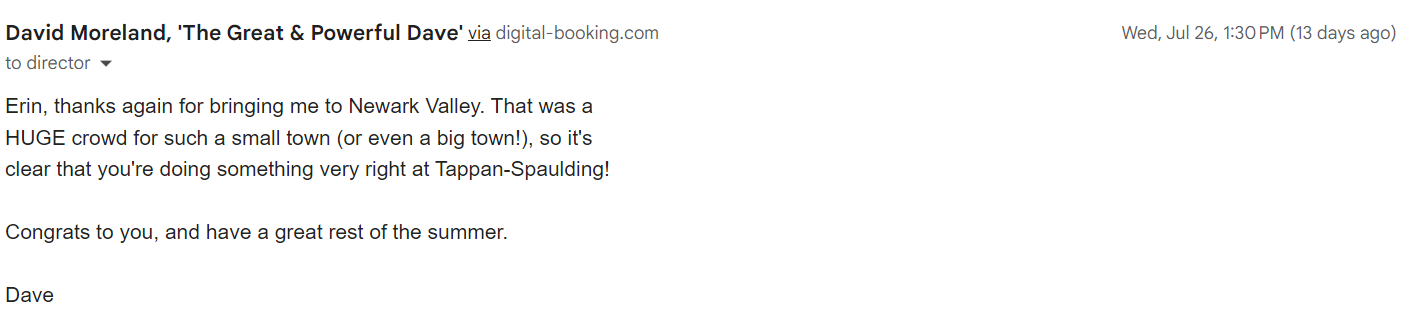 David Moreland, 'The Great & Powerful Dave' via digital-booking.com
Wed, Jul 26, 1:30 PM (13 days ago)
to director
Erin, thanks again for bringing me to Newark Valley. That was a
HUGE crowd for such a small town (or even a big town!), so it's
clear that you're doing something very right at Tappan-Spaulding!
Congrats to you, and have a great rest of the summer.
Dave